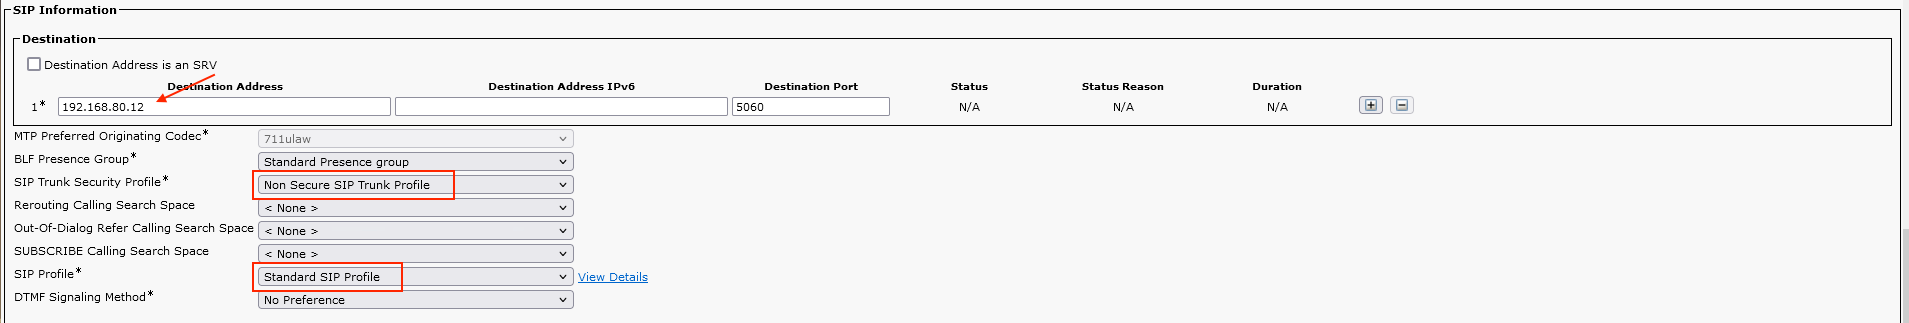 SIP Information
Destination
Destination Address is an SRV
Destination Address Destination Address IPv6 Destination Port Status Status Reason Duration
1* 192.168.80.12 5060 N/A N/A N/A
MTP Preferred Originating Codec* 711ulaw
BLF Presence Group* Standard Presence group
SIP Trunk Security Profile* Non Secure SIP Trunk Profile
Rerouting Calling Search Space < None >
Out-Of-Dialog Refer Calling Search Space < None >
SUBSCRIBE Calling Search Space < None >
SIP Profile* Standard SIP Profile View Details
DTMF Signaling Method* No Preference